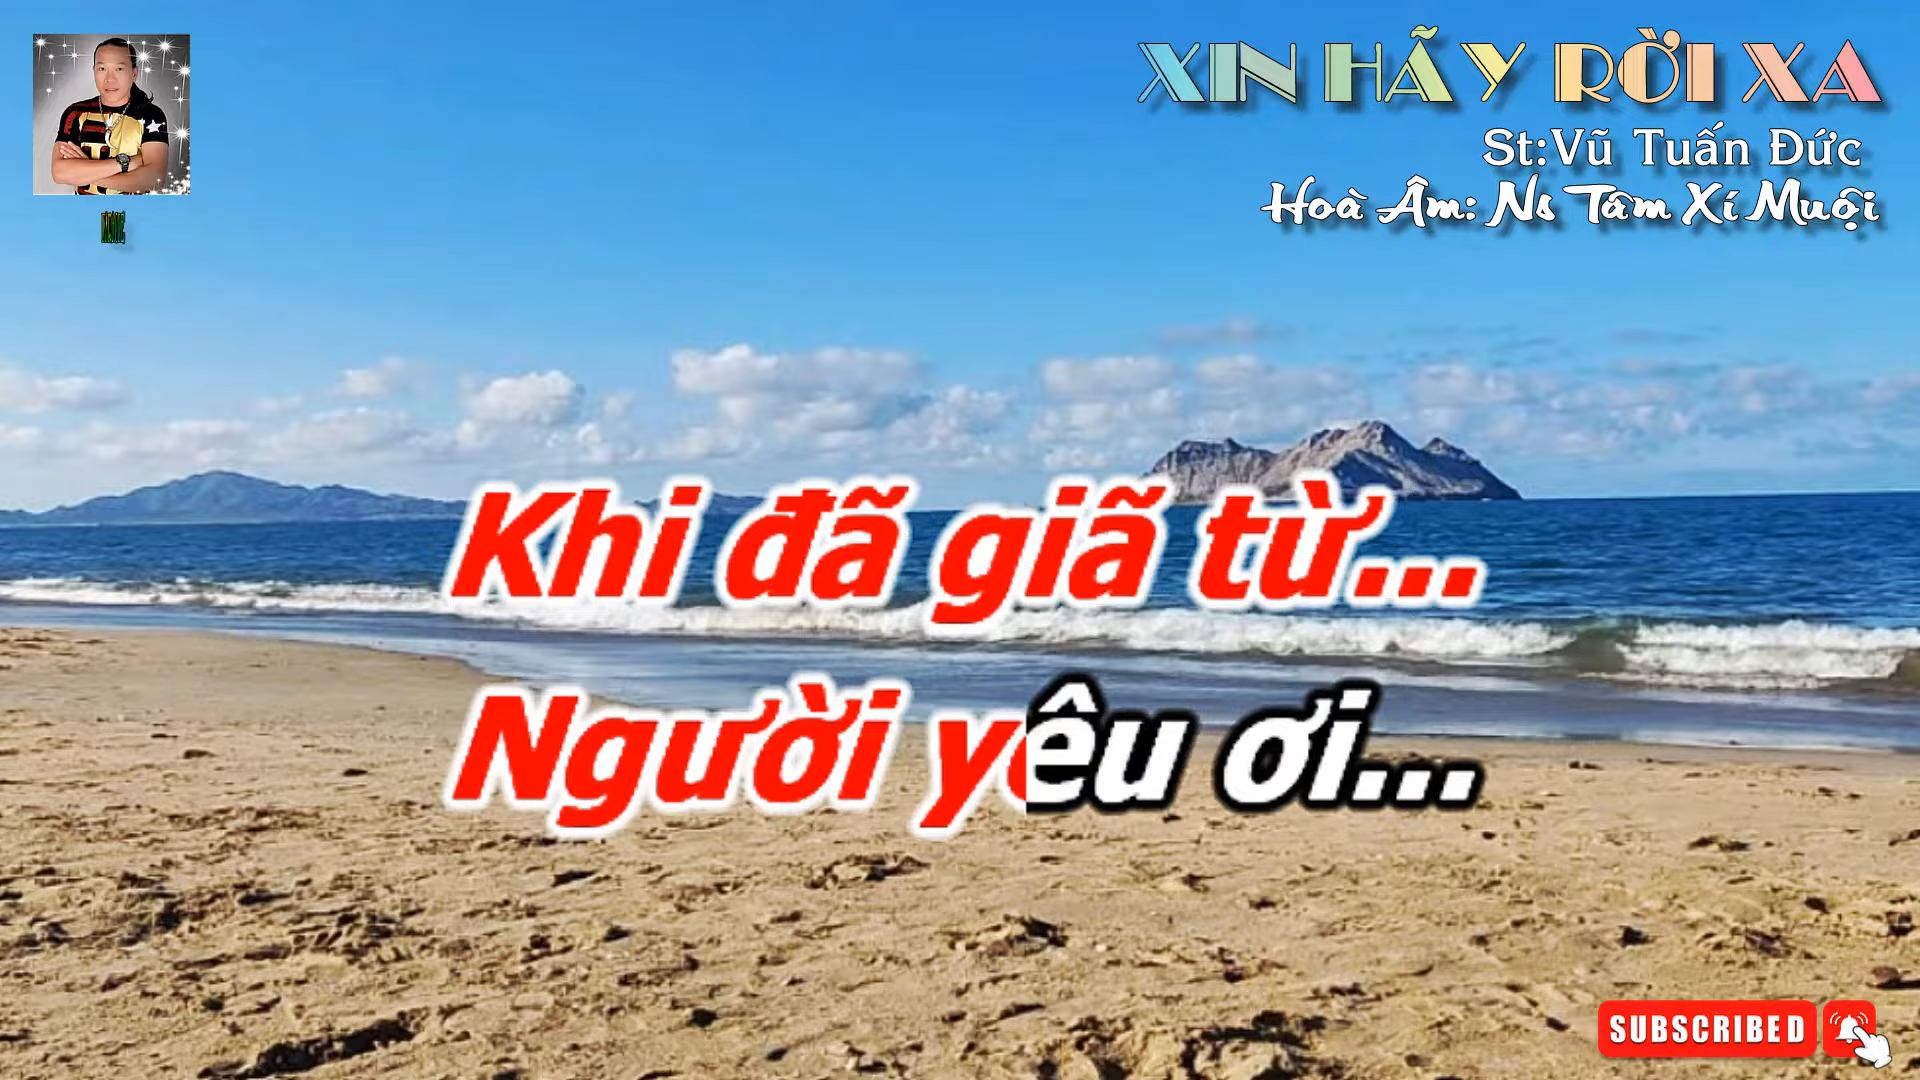 XIN HÃY RỜI XA
St:Vũ Tuấn Đức
Hoà Âm: Ns Tâm Xí Muội
Khi đã giã từ...
Người yêu ơi...
SUBSCRIBED